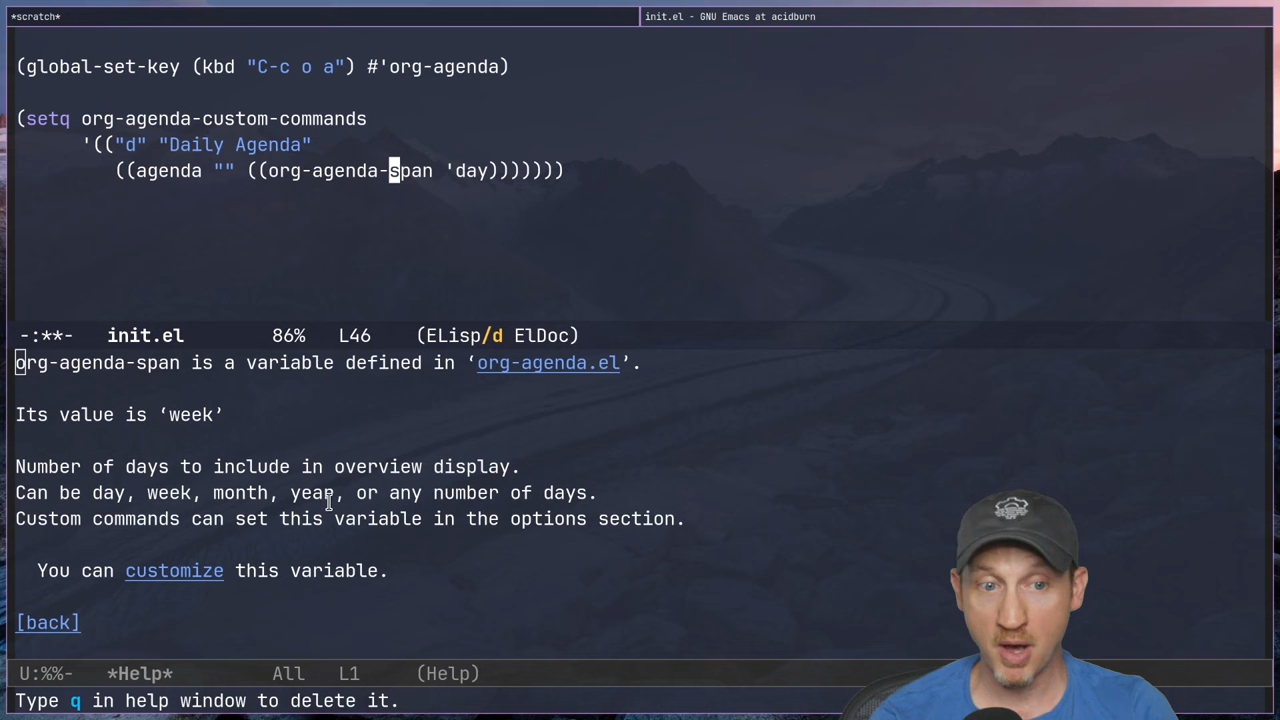 *scratch*
init.el - GNU Emacs at acidburn
(global-set-key (kbd "C-c o a") #'org-agenda)
(setq org-agenda-custom-commands
'(("d" "Daily Agenda"
((agenda "" ((org-agenda-span 'day)))))))
-:**- init.el 86% L46 (ELisp/d ElDoc)
org-agenda-span is a variable defined in ‘org-agenda.el’.
Its value is ‘week’
Number of days to include in overview display.
Can be day, week, month, year, or any number of days.
Custom commands can set this variable in the options section.
You can customize this variable.
[back]
U:%%- *Help* All L1 (Help)
Type q in help window to delete it.